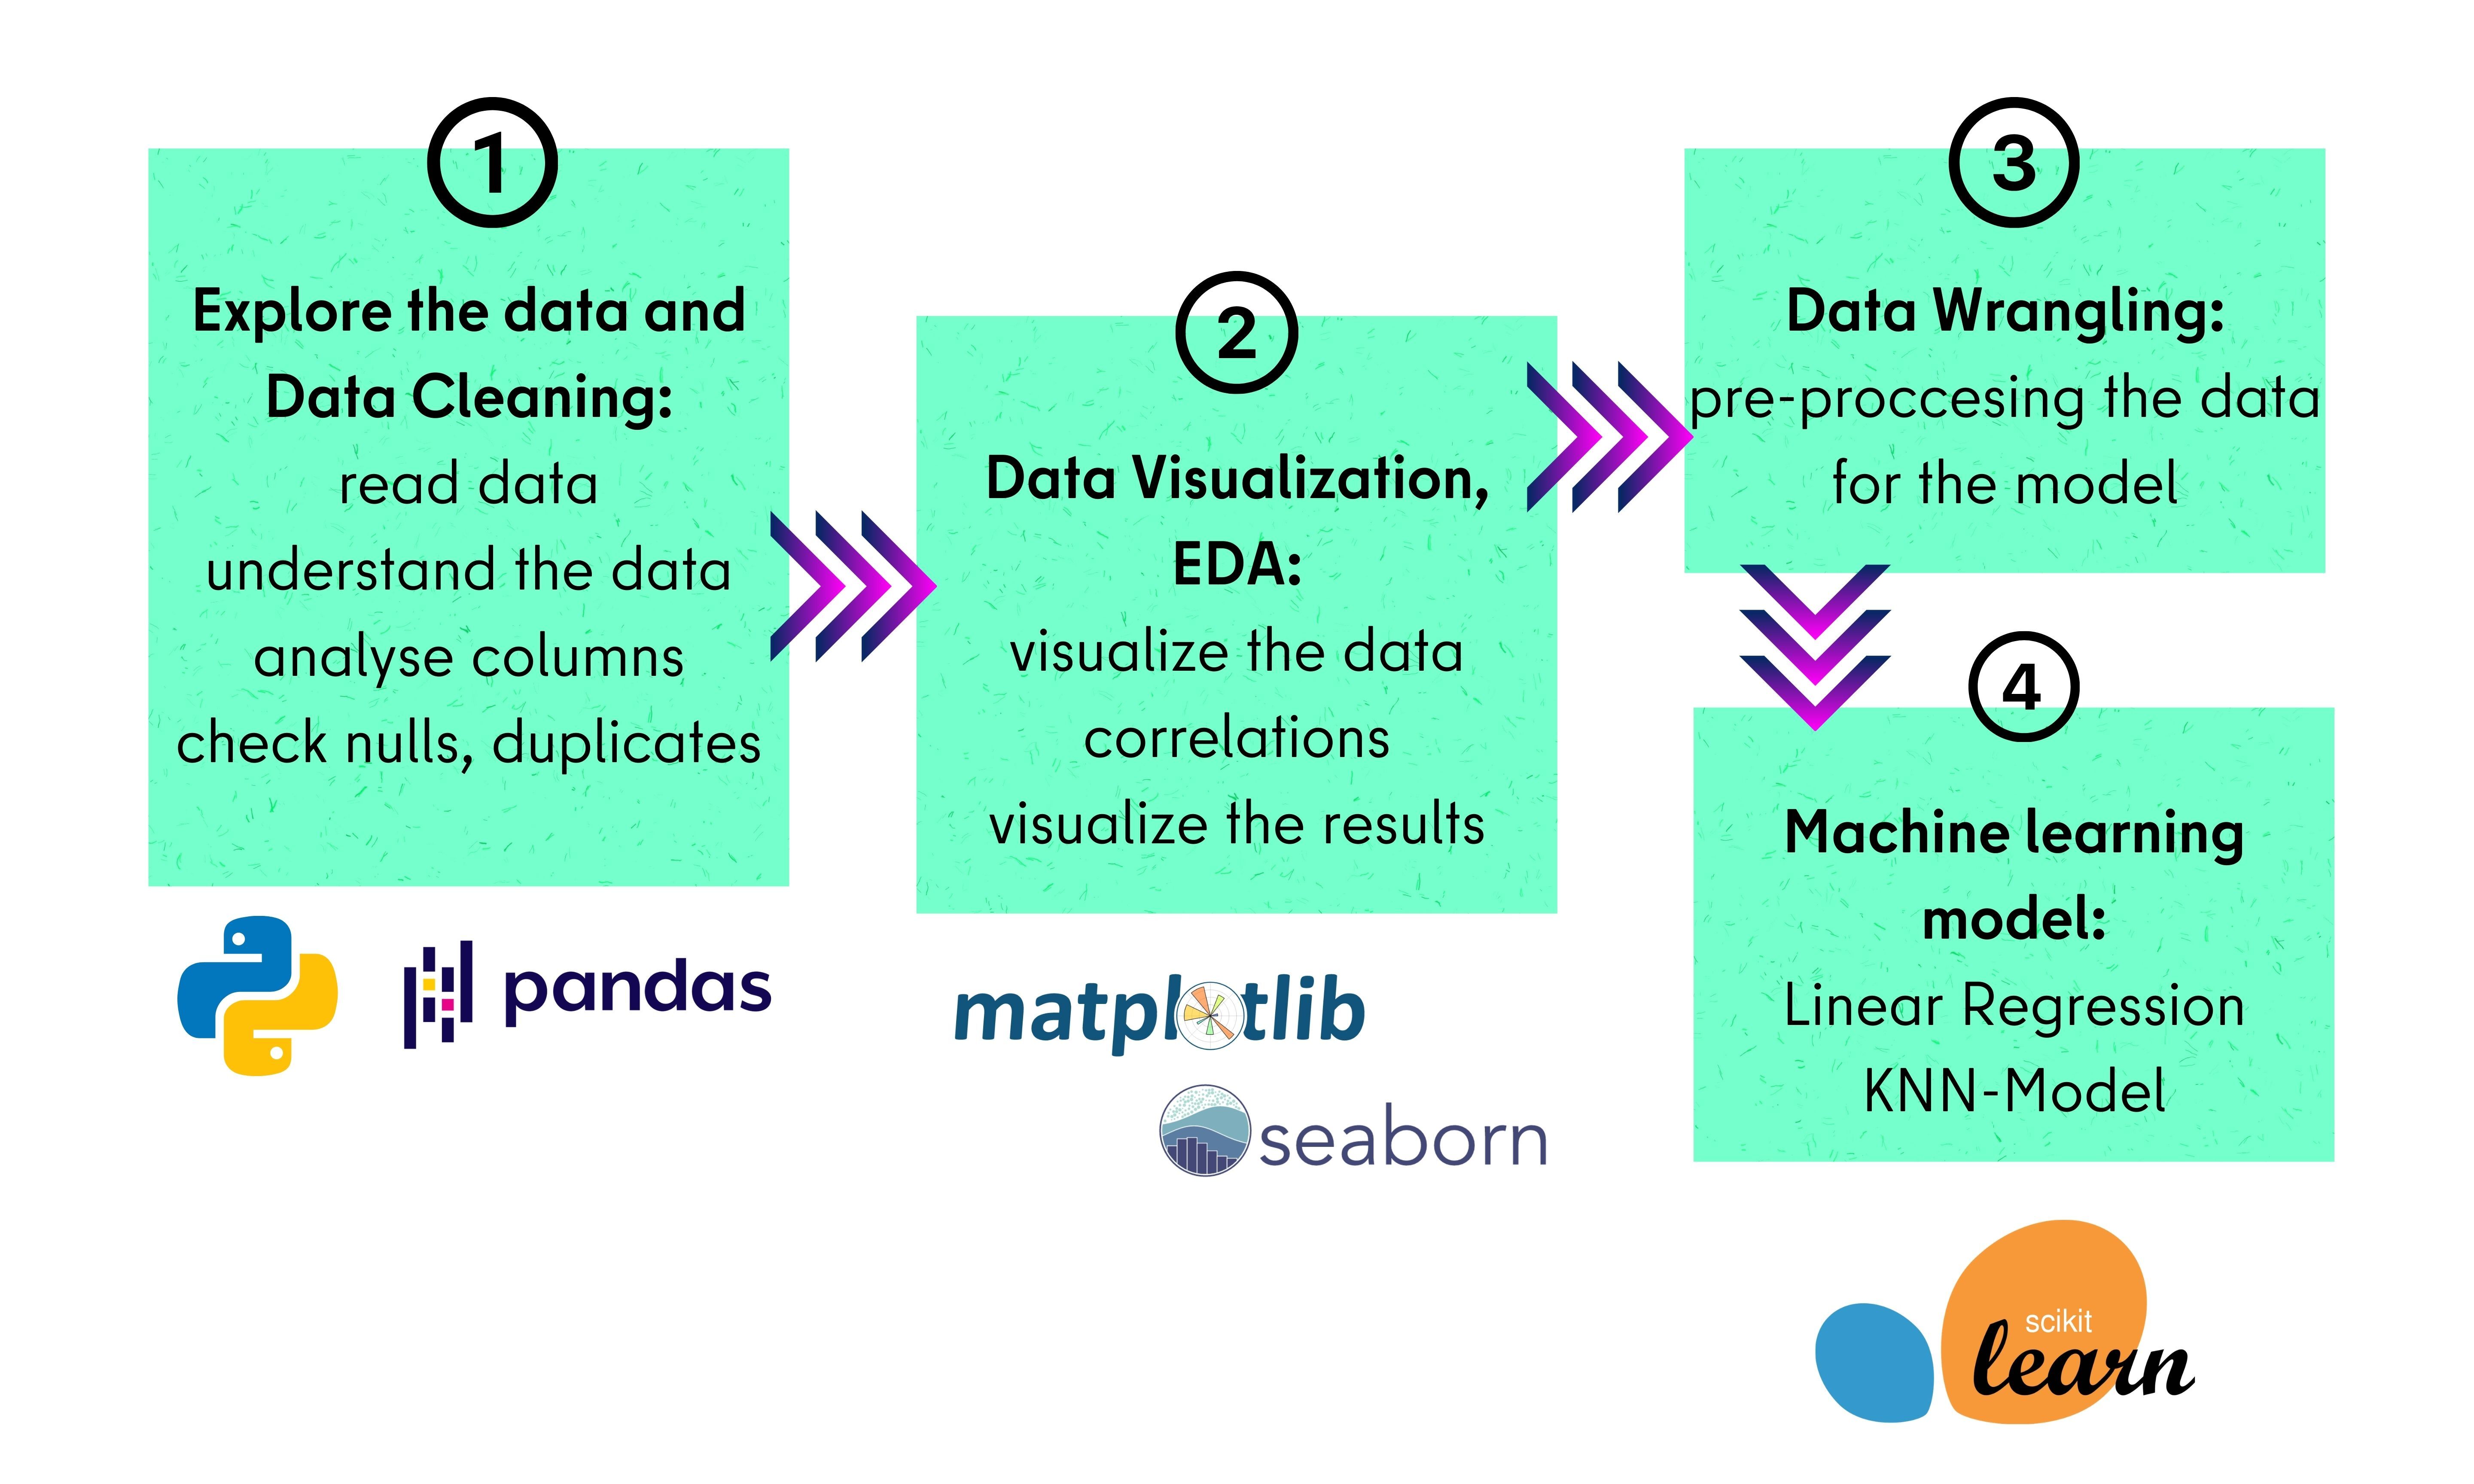 1
Explore the data and
Data Cleaning:
read data
understand the data
analyse columns
check nulls, duplicates
pandas
2
Data Visualization,
EDA:
visualize the data
correlations
visualize the results
matplotlib
seaborn
3
Data Wrangling:
pre-proccesing the data
for the model
4
Machine learning
model:
Linear Regression
KNN-Model
scikit
learn